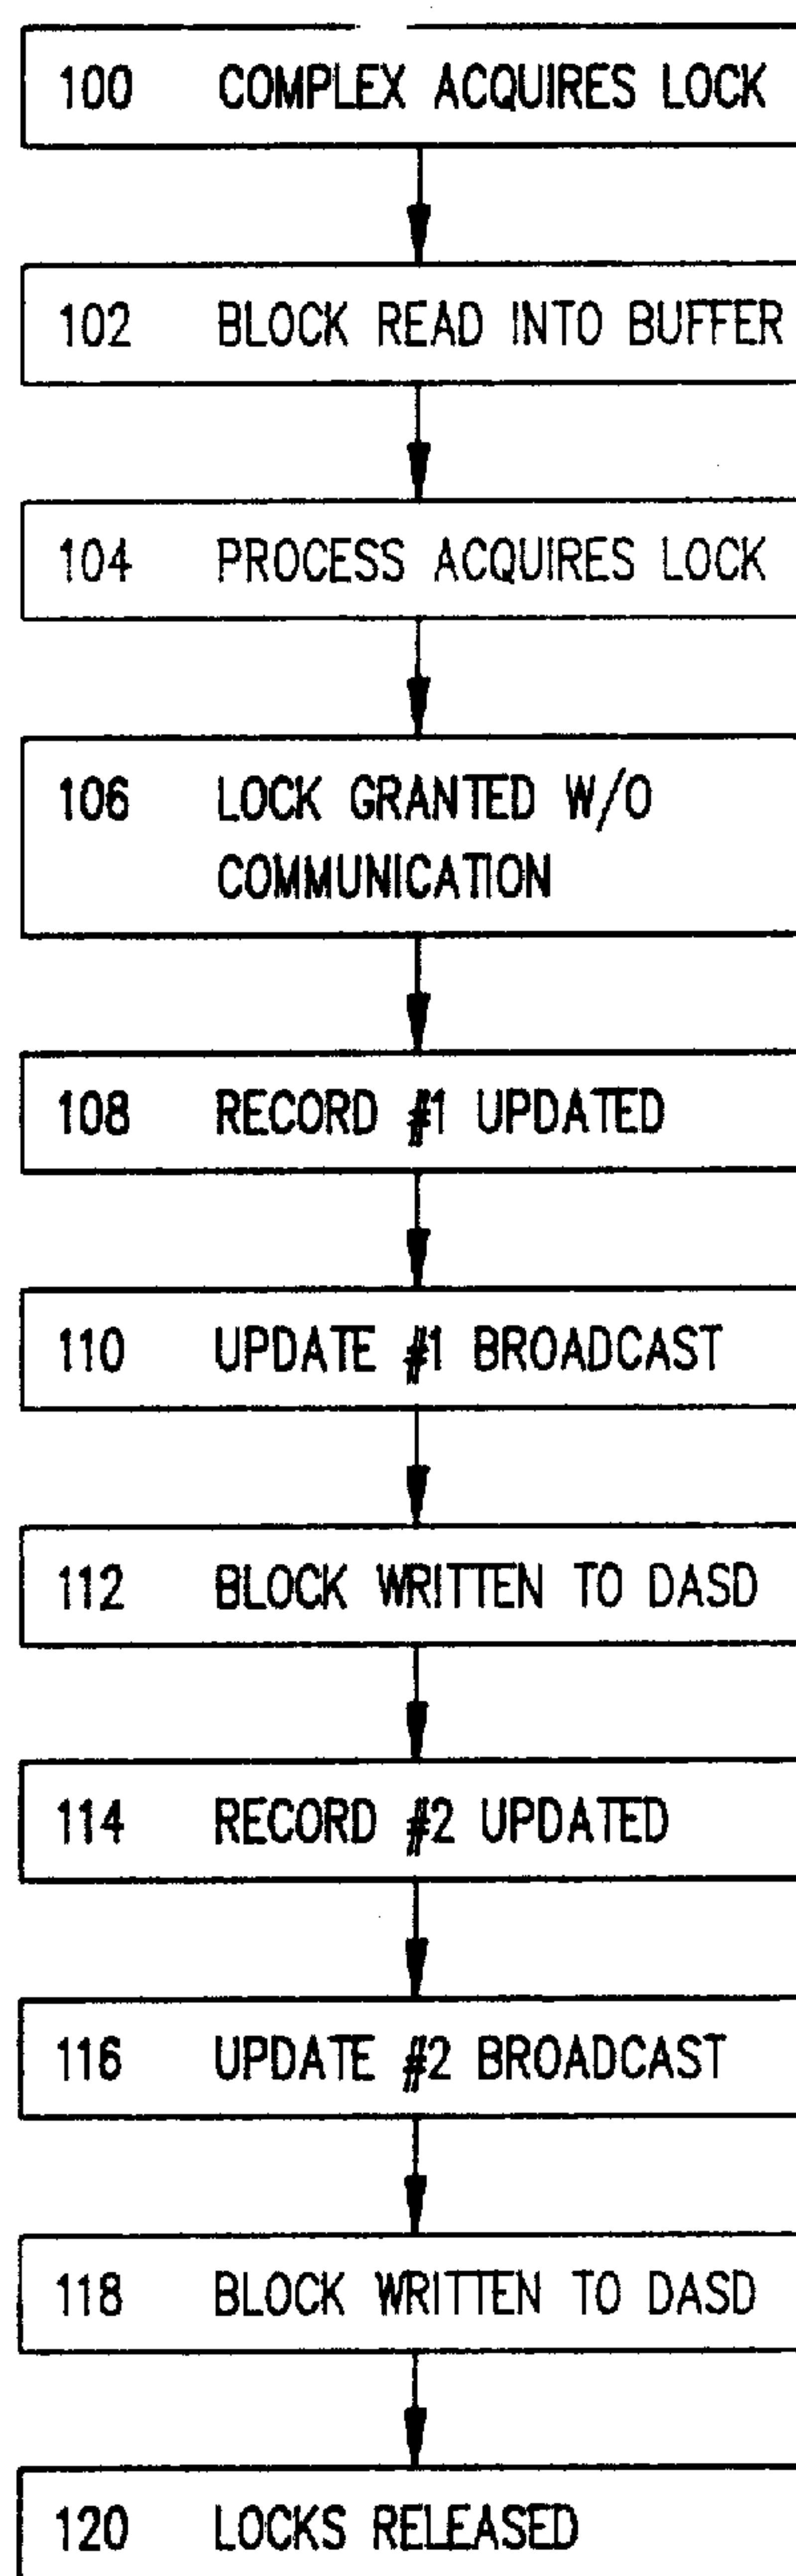 100 COMPLEX ACQUIRES LOCK
102 BLOCK READ INTO BUFFER
104 PROCESS ACQUIRES LOCK
106 LOCK GRANTED W/O
COMMUNICATION
108 RECORD #1 UPDATED
110 UPDATE #1 BROADCAST
112 BLOCK WRITTEN TO DASD
114 RECORD #2 UPDATED
116 UPDATE #2 BROADCAST
118 BLOCK WRITTEN TO DASD
120 LOCKS RELEASED